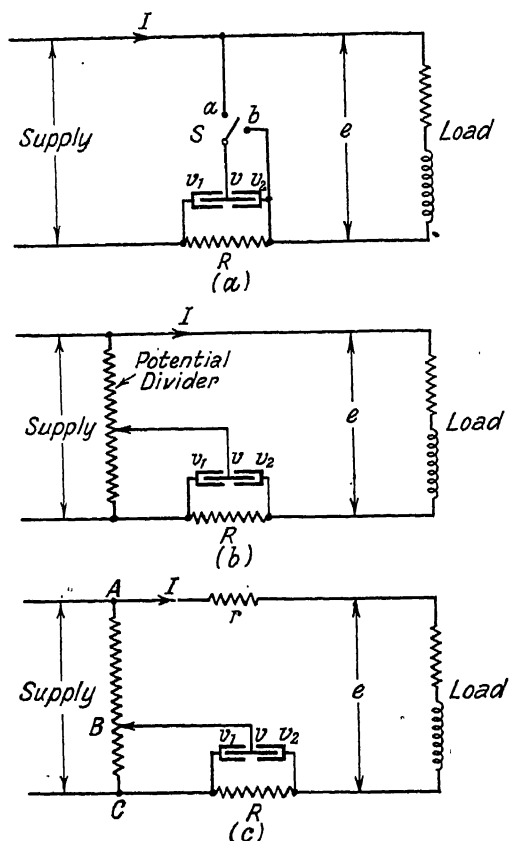 I
a
b
S
Supply
e
Load
v₁ v v₂
R
(a)
I
Potential
Divider
Supply
e
Load
v₁ v v₂
R
(b)
A I
r
Supply
e
Load
B
v₁ v v₂
C
R
(c)